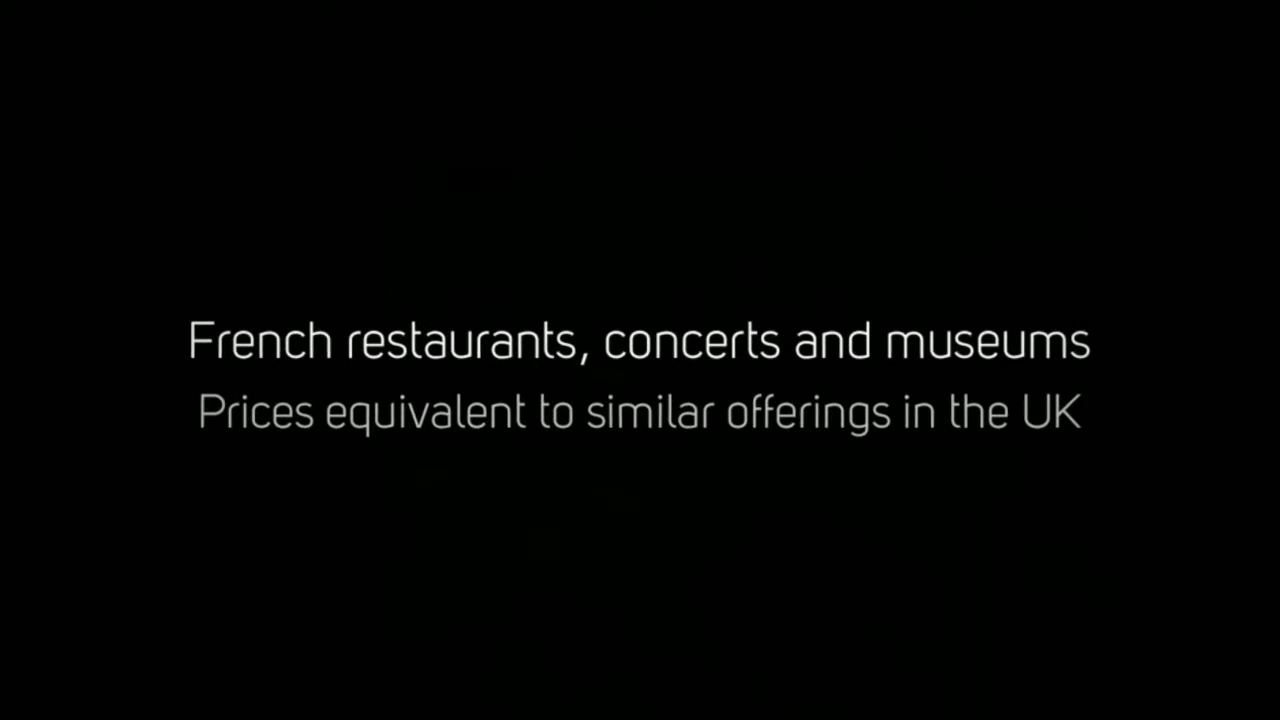 French restaurants, concerts and museums
Prices equivalent to similar offerings in the UK